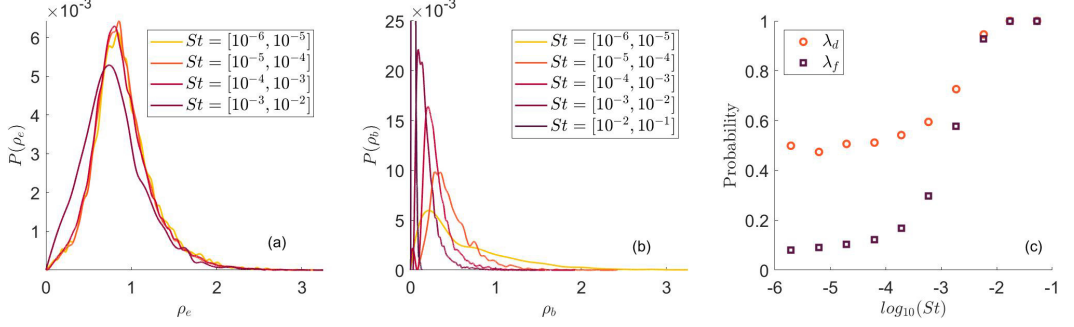 ×10⁻³
6
5
4
3
2
1
0
1
2
3
P(ρₑ)
ρₑ
St = [10⁻⁶, 10⁻⁵]
St = [10⁻⁵, 10⁻⁴]
St = [10⁻⁴, 10⁻³]
St = [10⁻³, 10⁻²]
(a)
×10⁻³
25
20
15
10
5
0
0
1
2
3
P(ρ_b)
ρ_b
St = [10⁻⁶, 10⁻⁵]
St = [10⁻⁵, 10⁻⁴]
St = [10⁻⁴, 10⁻³]
St = [10⁻³, 10⁻²]
St = [10⁻², 10⁻¹]
(b)
1
0.8
0.6
0.4
0.2
0
-6
-5
-4
-3
-2
-1
Probability
log₁₀(St)
λ_d
λ_f
(c)